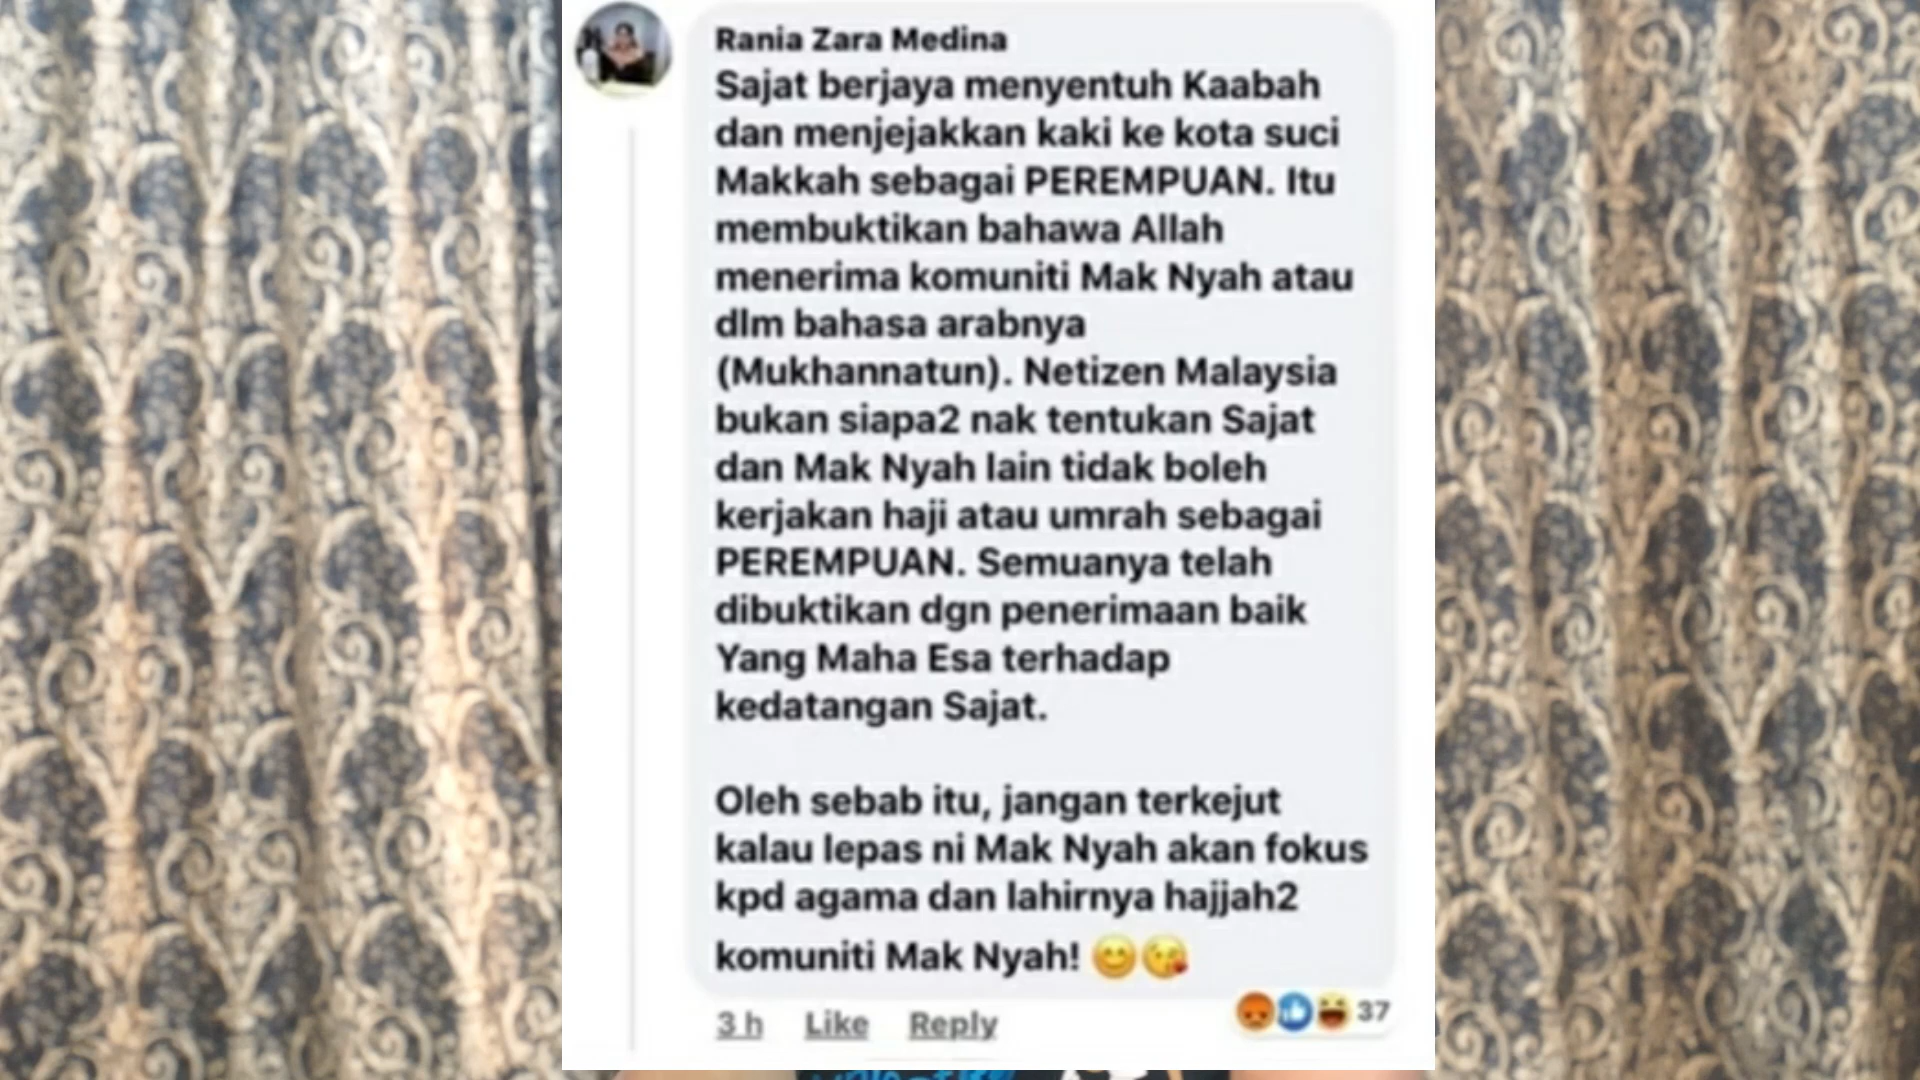 Rania Zara Medina
Sajat berjaya menyentuh Kaabah
dan menjejakkan kaki ke kota suci
Makkah sebagai PEREMPUAN. Itu
membuktikan bahawa Allah
menerima komuniti Mak Nyah atau
dlm bahasa arabnya
(Mukhannatun). Netizen Malaysia
bukan siapa2 nak tentukan Sajat
dan Mak Nyah lain tidak boleh
kerjakan haji atau umrah sebagai
PEREMPUAN. Semuanya telah
dibuktikan dgn penerimaan baik
Yang Maha Esa terhadap
kedatangan Sajat.
Oleh sebab itu, jangan terkejut
kalau lepas ni Mak Nyah akan fokus
kpd agama dan lahirnya hajjah2
komuniti Mak Nyah! 😊😘
3 h Like Reply 37